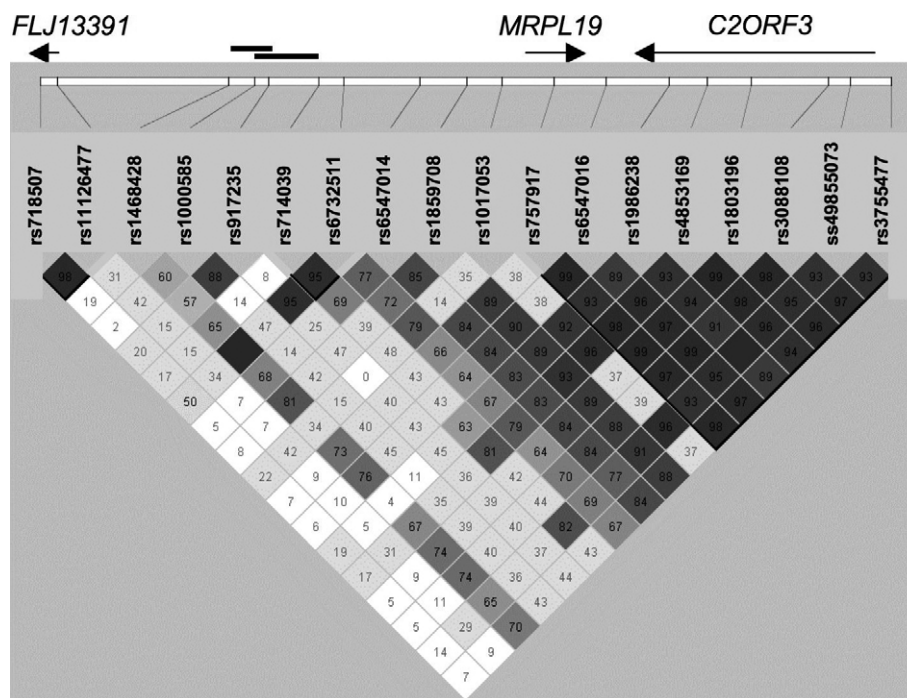 FLJ13391 MRPL19 C2ORF3
rs718507
rs11126477
rs1468428
rs1000585
rs917235
rs714039
rs6732511
rs6547014
rs1859708
rs1017053
rs757917
rs6547016
rs1986238
rs4853169
rs1803196
rs3088108
ss49855073
rs3755477
98 31 60 88 8 95 77 85 35 38 99 89 93 99 98 93 93
19 42 57 14 95 69 72 14 89 38 93 96 94 98 95 97
2 15 65 47 25 39 79 84 90 92 98 97 91 96 96
20 15 14 47 48 66 84 89 96 99 99 94
17 34 68 42 0 43 64 83 93 37 97 95 89
50 7 81 15 40 43 67 83 89 39 93 97
5 7 34 40 43 63 79 84 88 96 98
8 42 73 45 45 81 64 84 91 37
22 9 76 11 36 42 70 77 88
7 10 4 35 39 44 69 84
6 5 67 39 40 82 67
19 31 74 40 37 43
17 9 74 36 44
5 11 65 43
5 29 70
14 9
7